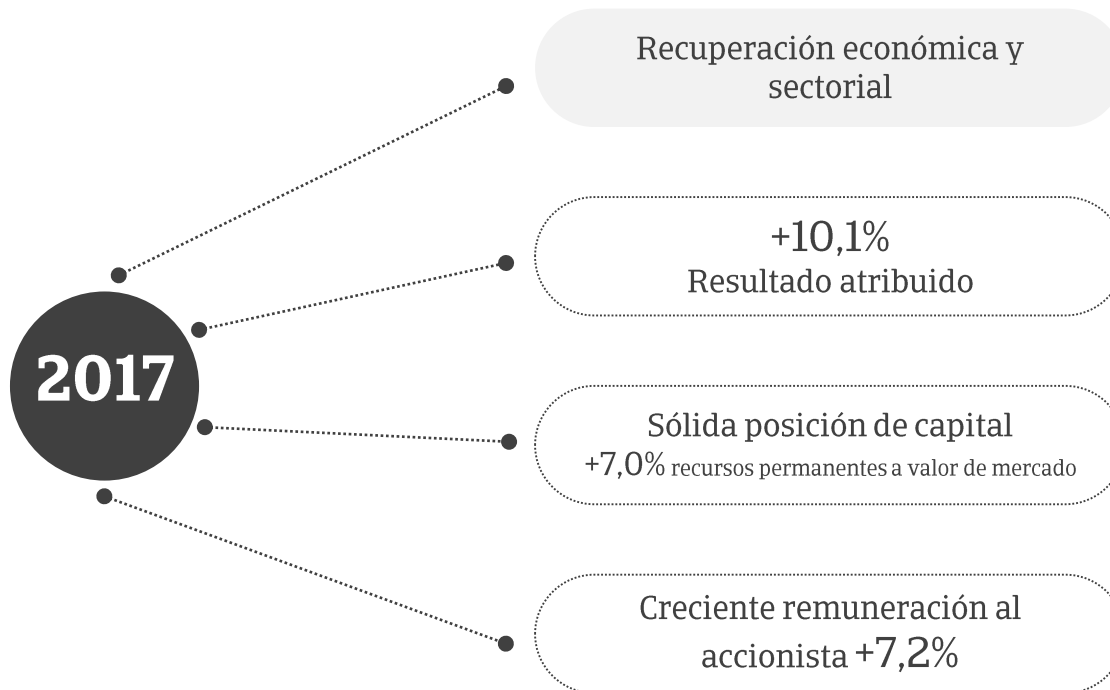 Recuperación económica y
sectorial
+10,1%
Resultado atribuido
2017
Sólida posición de capital
+7,0% recursos permanentes a valor de mercado
Creciente remuneración al
accionista +7,2%